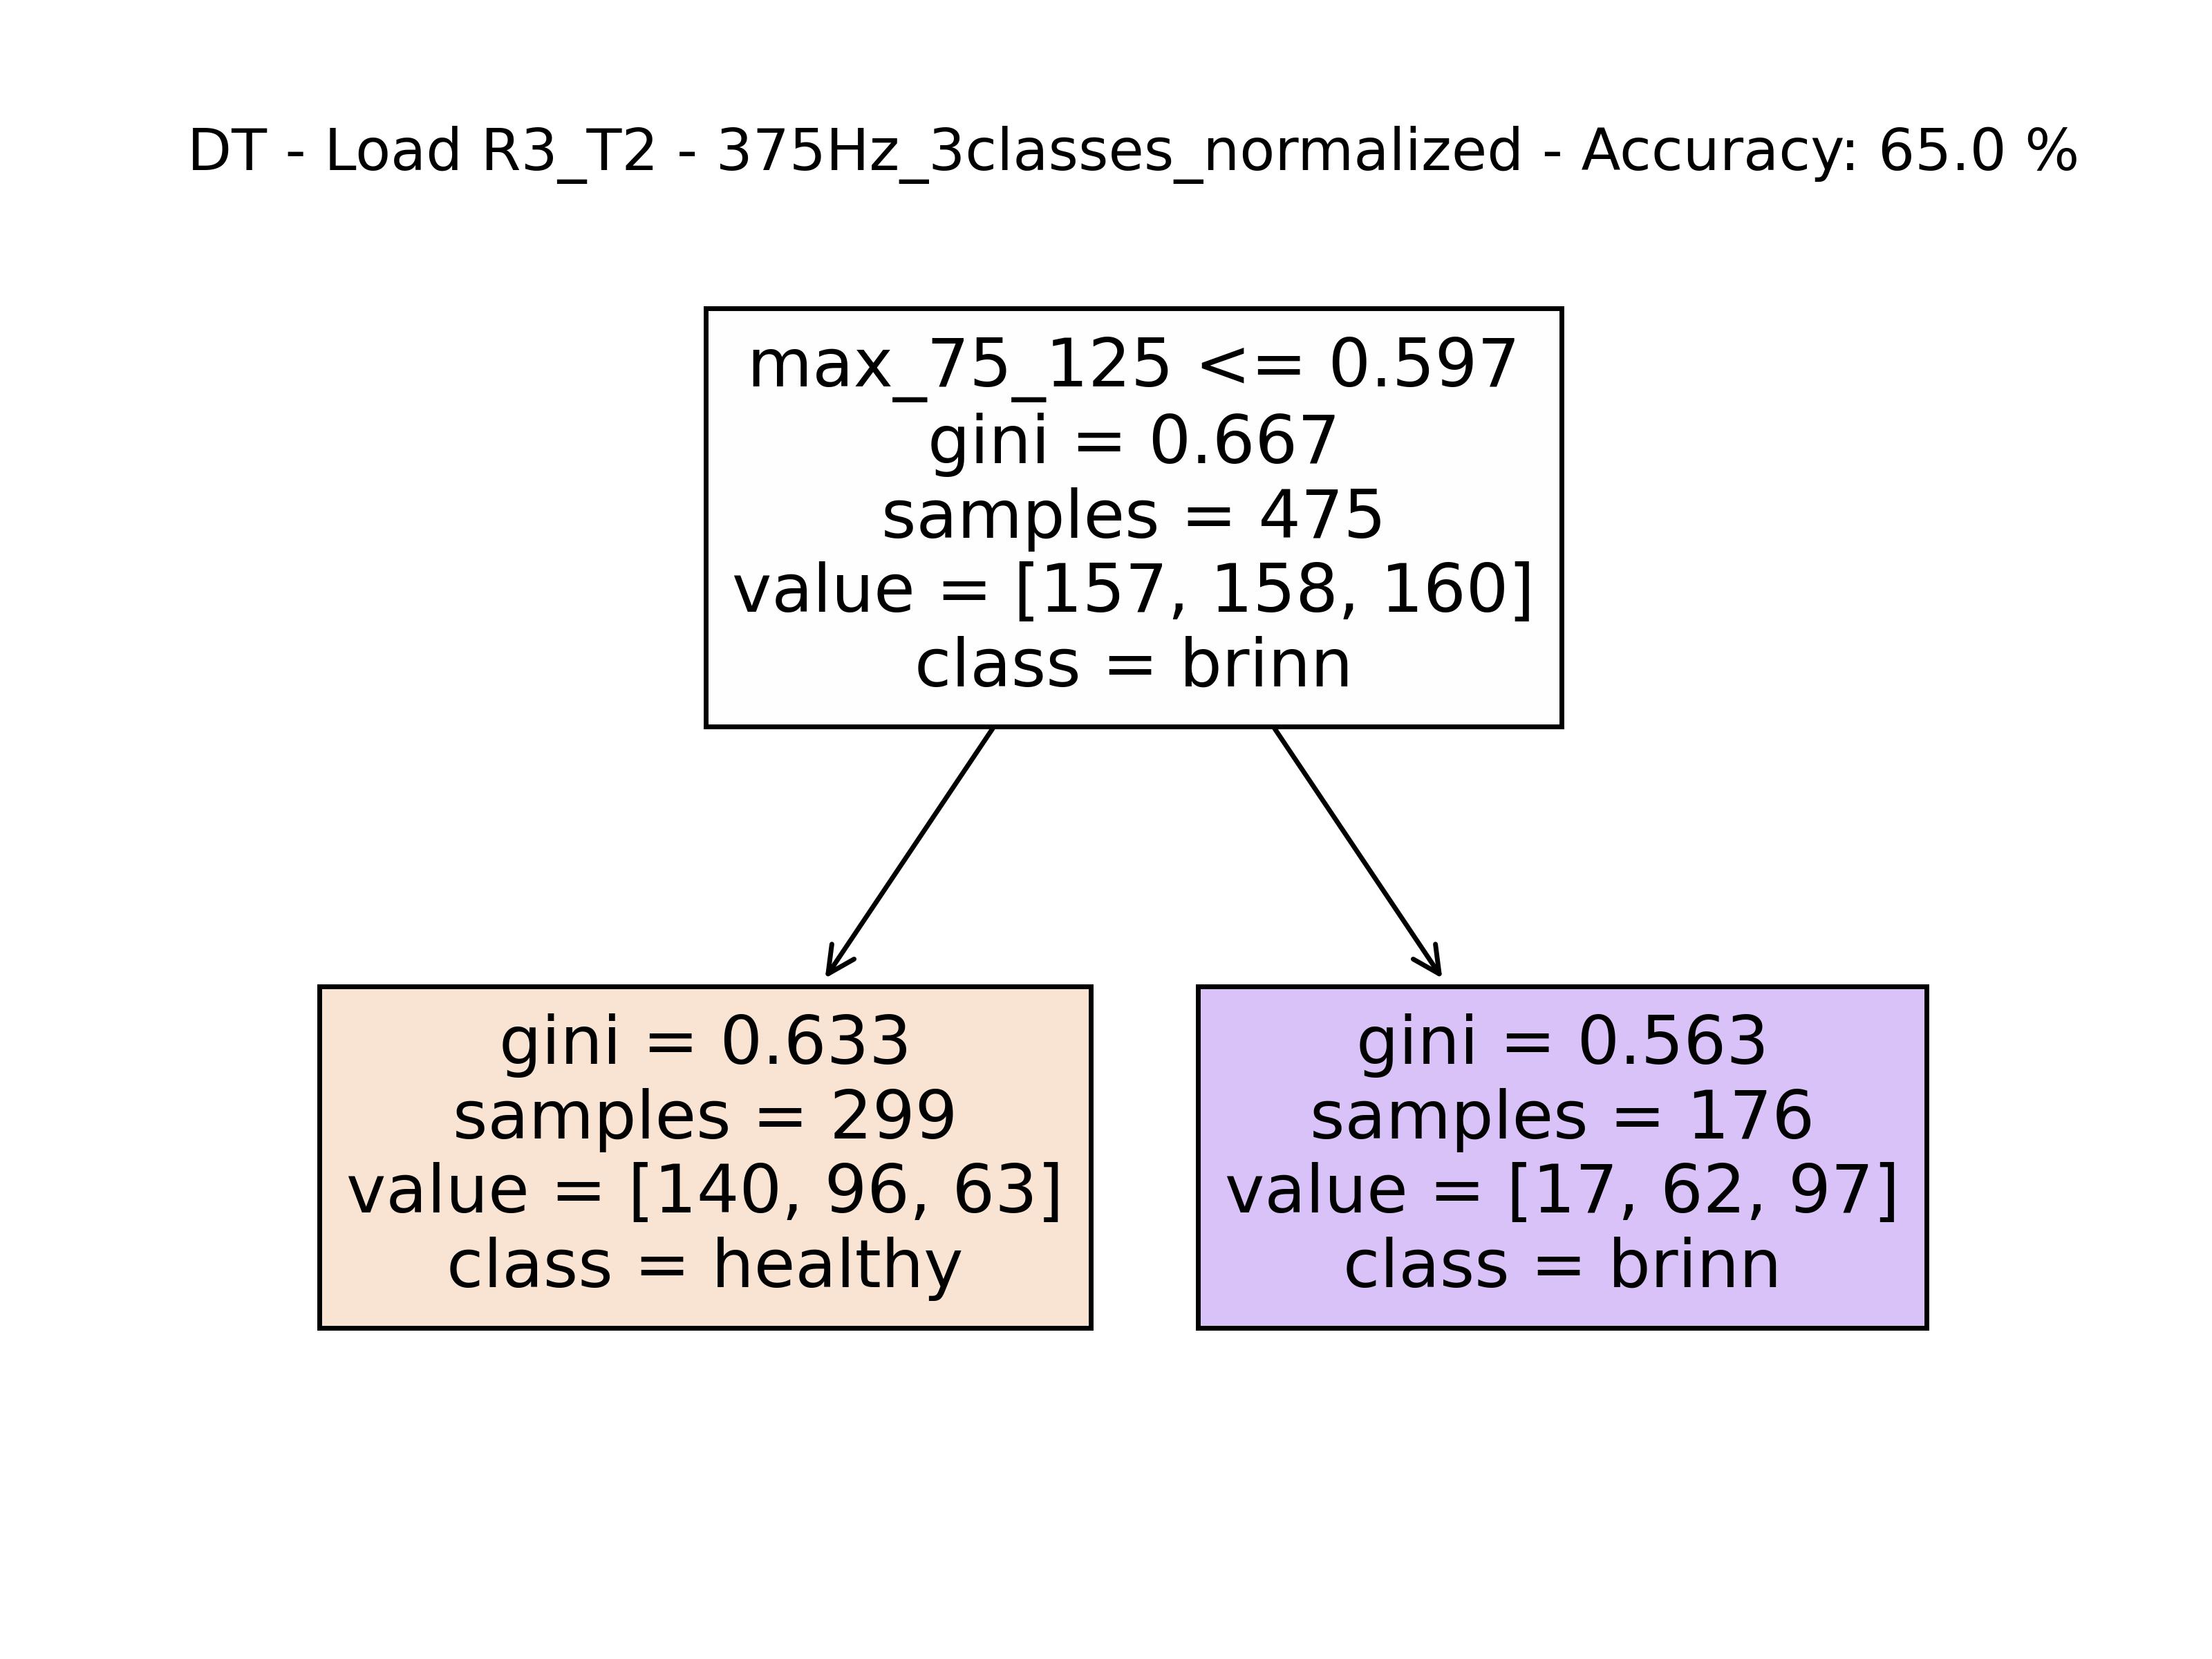 DT - Load R3_T2 - 375Hz_3classes_normalized - Accuracy: 65.0 %
max_75_125 <= 0.597
gini = 0.667
samples = 475
value = [157, 158, 160]
class = brinn
gini = 0.633
samples = 299
value = [140, 96, 63]
class = healthy
gini = 0.563
samples = 176
value = [17, 62, 97]
class = brinn